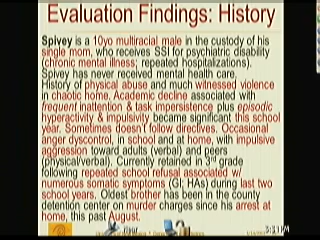 Evaluation Findings: History
Spivey is a 10yo multiracial male in the custody of his
single mom, who receives SSI for psychiatric disability
(chronic mental illness; repeated hospitalizations).
Spivey has never received mental health care.
History of physical abuse and much witnessed violence
in chaotic home. Academic decline associated with
frequent inattention & task impersistence plus episodic
hyperactivity & impulsivity became significant this school
year. Sometimes doesn't follow directives. Occasional
anger dyscontrol, in school and at home, with impulsive
aggression toward adults (verbal) and peers
(physical/verbal). Currently retained in 3rd grade
following repeated school refusal associated w/
numerous somatic symptoms (GI; HAs) during last two
school years. Oldest brother has been in the county
detention center on murder charges since his arrest at
home, this past August.